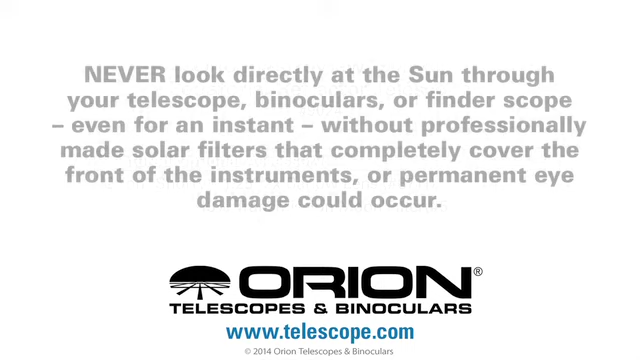 NEVER look directly at the Sun through
your telescope, binoculars, or finder scope
– even for an instant – without professionally
made solar filters that completely cover the
front of the instruments, or permanent eye
damage could occur.
ORION®
TELESCOPES & BINOCULARS
www.telescope.com
© 2014 Orion Telescopes & Binoculars